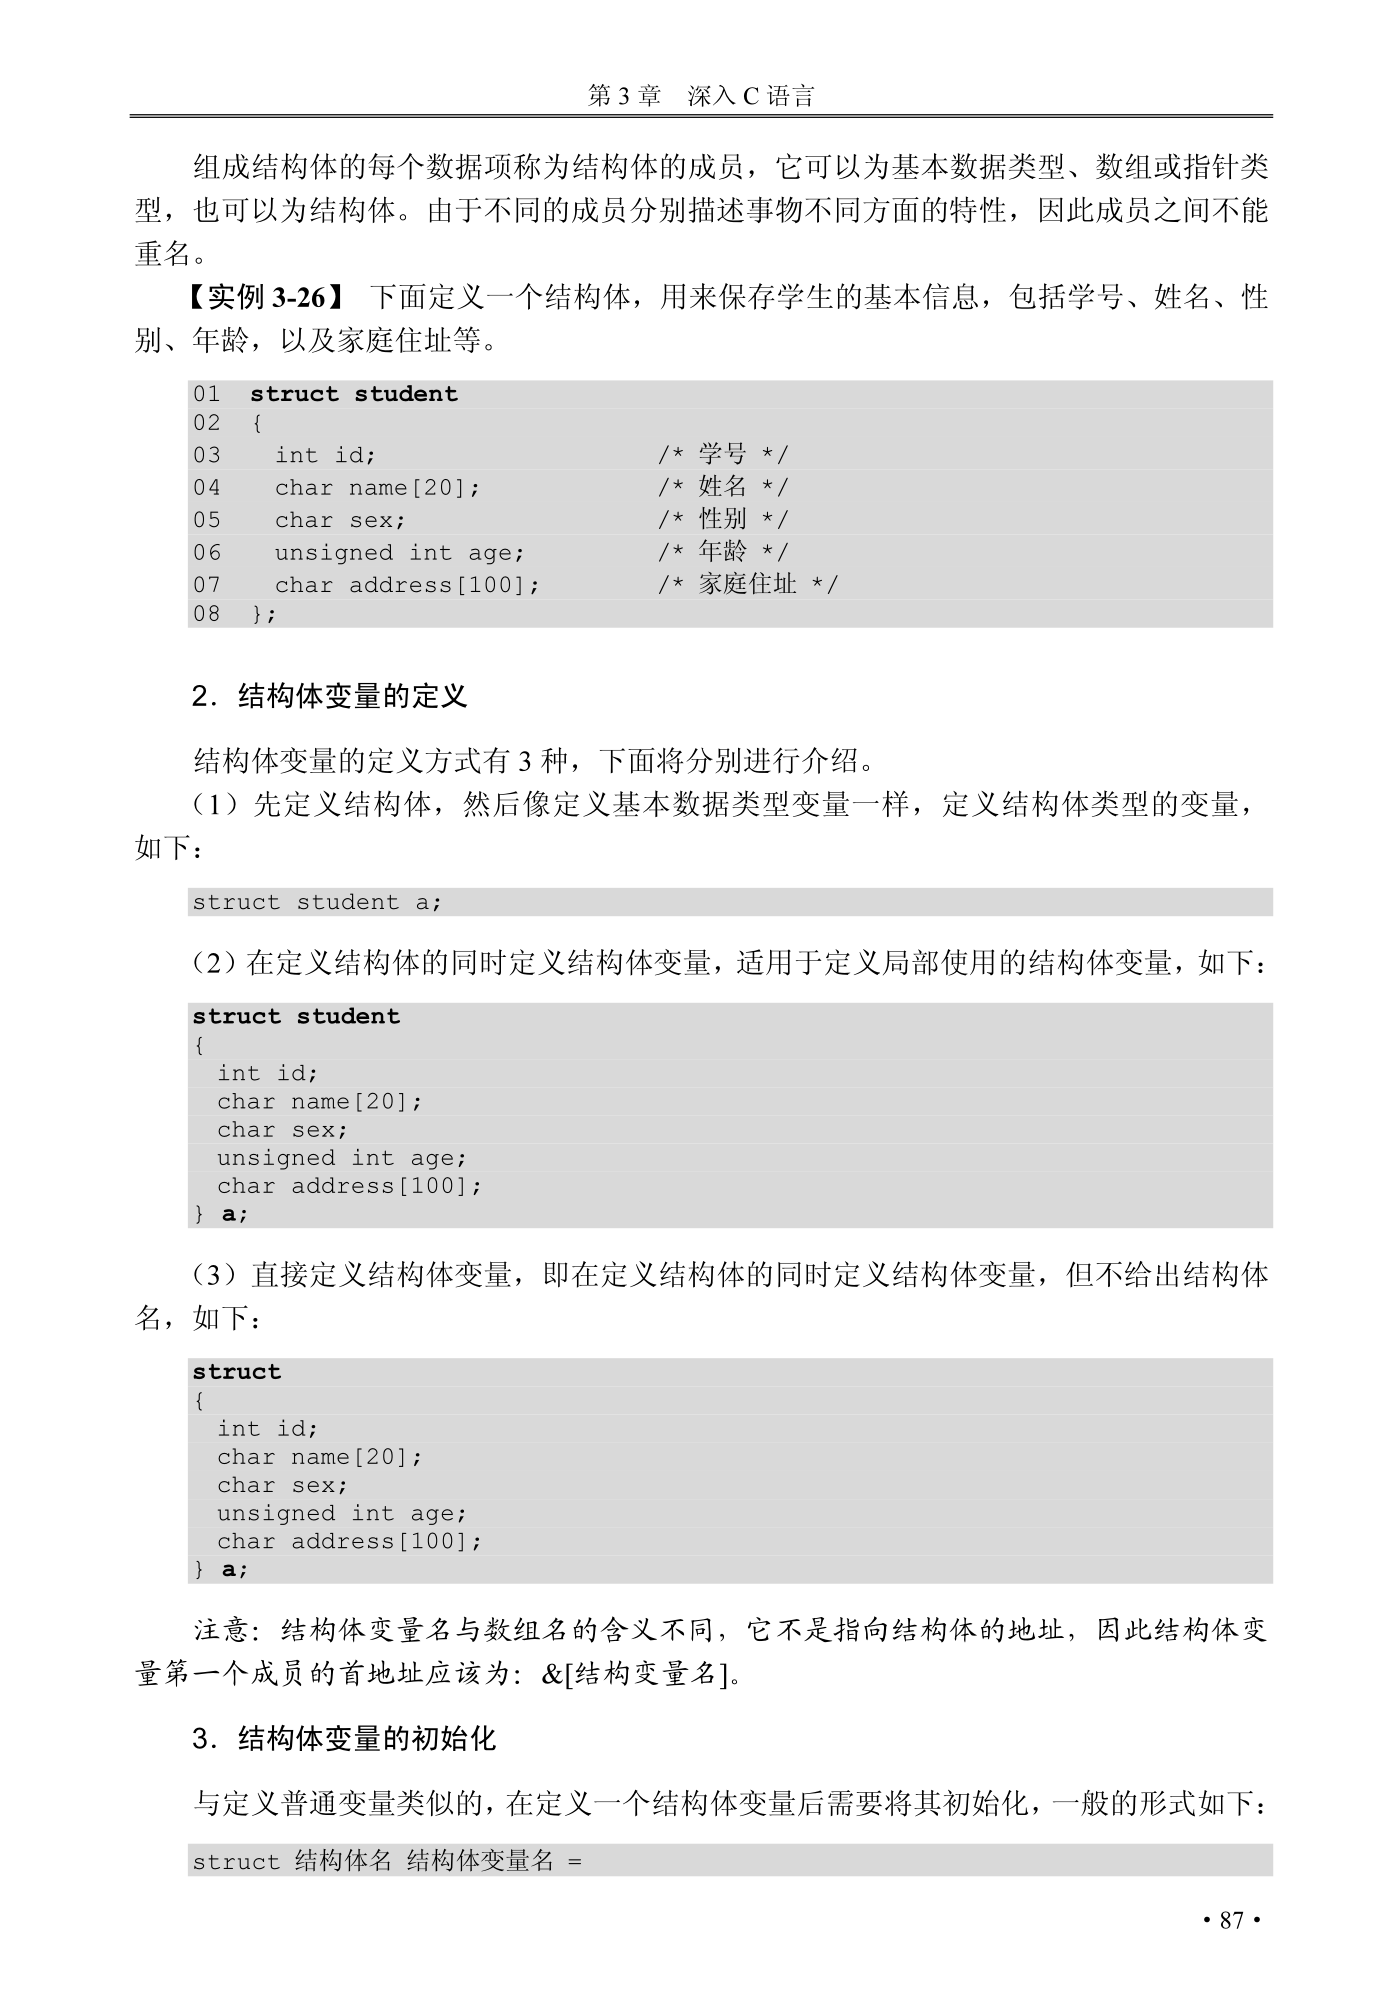 第 3 章　深入 C 语言
组成结构体的每个数据项称为结构体的成员，它可以为基本数据类型、数组或指针类
型，也可以为结构体。由于不同的成员分别描述事物不同方面的特性，因此成员之间不能
重名。
【实例 3-26】 下面定义一个结构体，用来保存学生的基本信息，包括学号、姓名、性
别、年龄，以及家庭住址等。
01 struct student
02 {
03 int id; /* 学号 */
04 char name[20]; /* 姓名 */
05 char sex; /* 性别 */
06 unsigned int age; /* 年龄 */
07 char address[100]; /* 家庭住址 */
08 };
2．结构体变量的定义
结构体变量的定义方式有 3 种，下面将分别进行介绍。
（1）先定义结构体，然后像定义基本数据类型变量一样，定义结构体类型的变量，
如下：
struct student a;
（2）在定义结构体的同时定义结构体变量，适用于定义局部使用的结构体变量，如下：
struct student
{
int id;
char name[20];
char sex;
unsigned int age;
char address[100];
} a;
（3）直接定义结构体变量，即在定义结构体的同时定义结构体变量，但不给出结构体
名，如下：
struct
{
int id;
char name[20];
char sex;
unsigned int age;
char address[100];
} a;
注意：结构体变量名与数组名的含义不同，它不是指向结构体的地址，因此结构体变
量第一个成员的首地址应该为：&[结构变量名]。
3．结构体变量的初始化
与定义普通变量类似的，在定义一个结构体变量后需要将其初始化，一般的形式如下：
struct 结构体名 结构体变量名 =
·87·